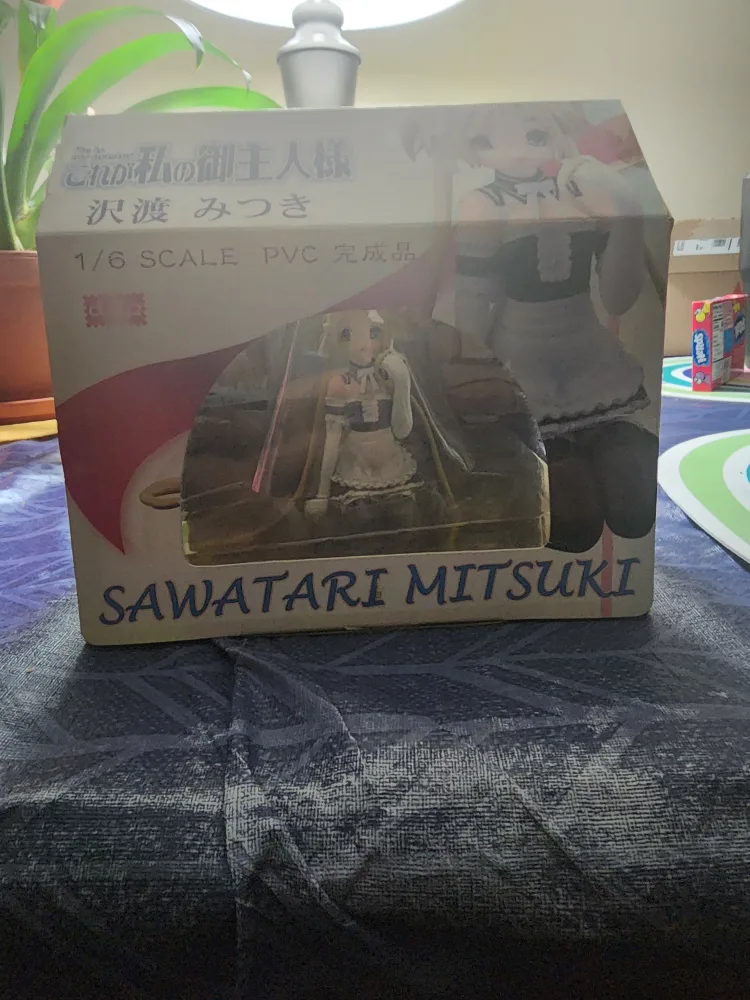 これが私の御主人様
沢渡 みつき
1/6 SCALE PVC 完成品
SAWATARI MITSUKI